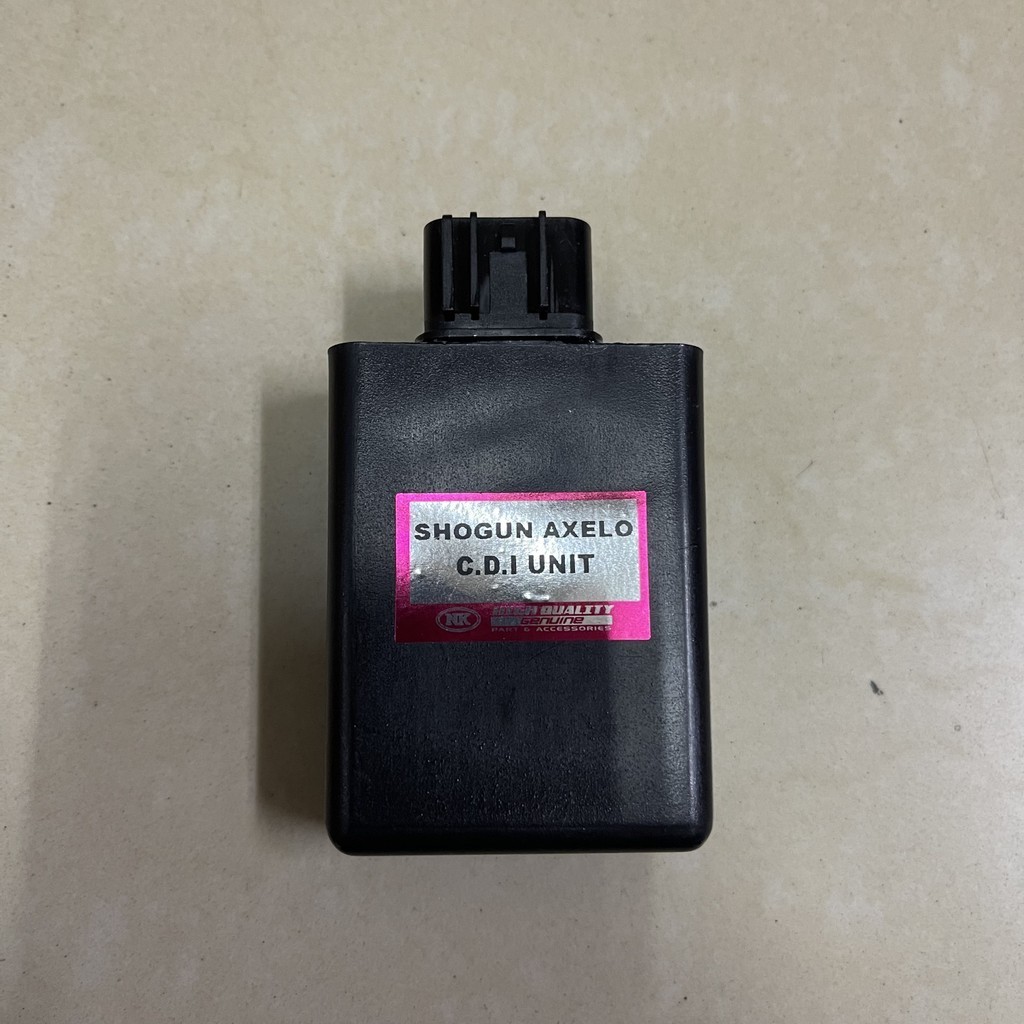 SHOGUN AXELO
C.D.I UNIT
NK
HIGH QUALITY
Genuine
PART & ACCESSORIES